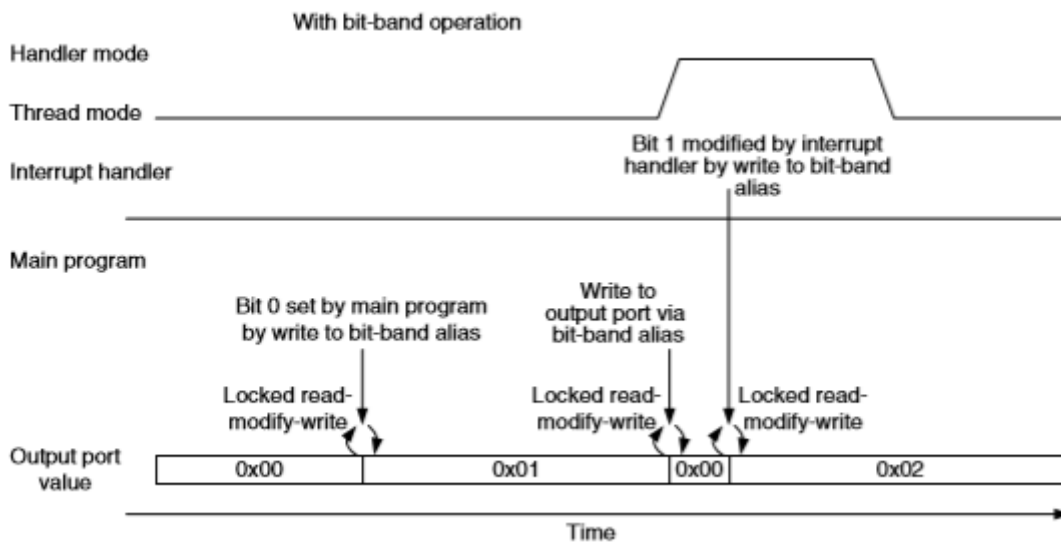 With bit-band operation
Handler mode
Thread mode
Bit 1 modified by interrupt
handler by write to bit-band
alias
Interrupt handler
Main program
Bit 0 set by main program
by write to bit-band alias
Write to
output port via
bit-band alias
Locked read-
modify-write
Locked read-
modify-write
Locked read-
modify-write
Output port
value
0x00
0x01
0x00
0x02
Time